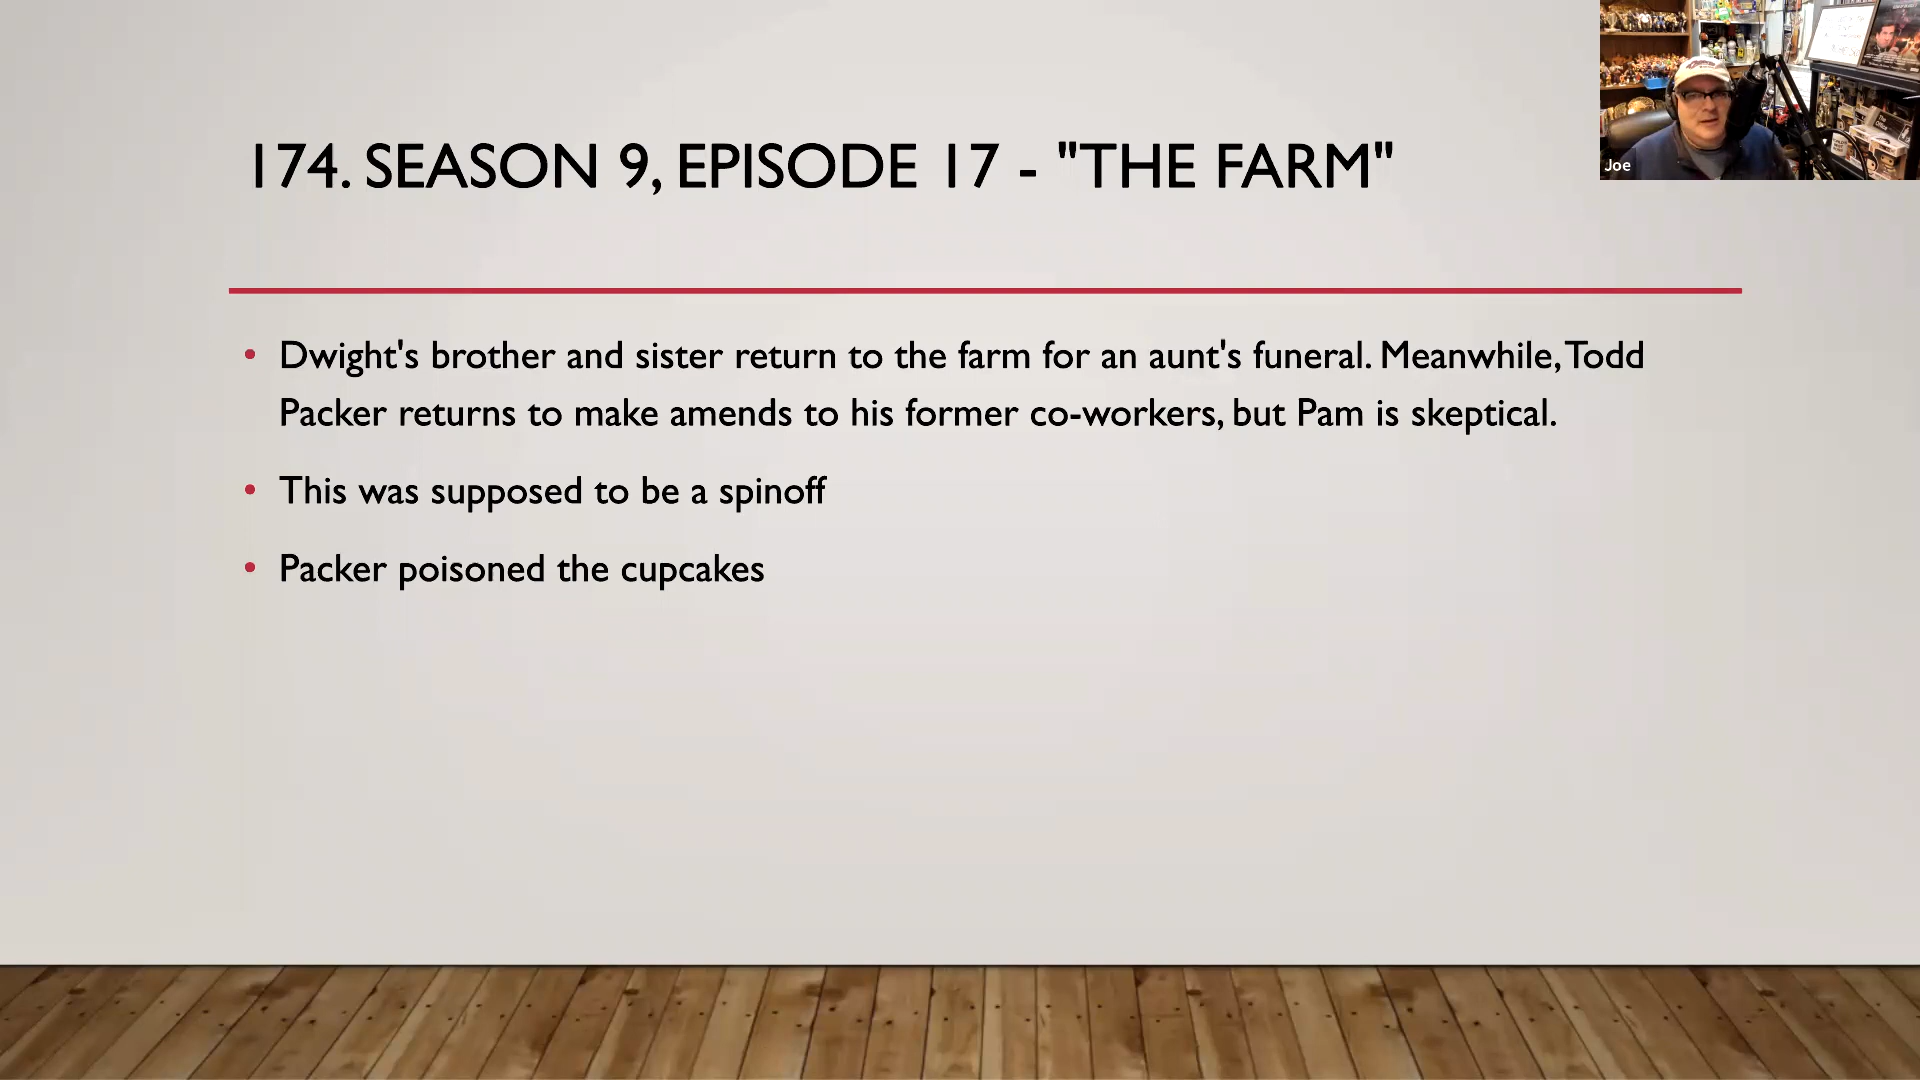 174. SEASON 9, EPISODE 17 - "THE FARM"
• Dwight's brother and sister return to the farm for an aunt's funeral. Meanwhile, Todd
Packer returns to make amends to his former co-workers, but Pam is skeptical.
• This was supposed to be a spinoff
• Packer poisoned the cupcakes
Joe
The Office